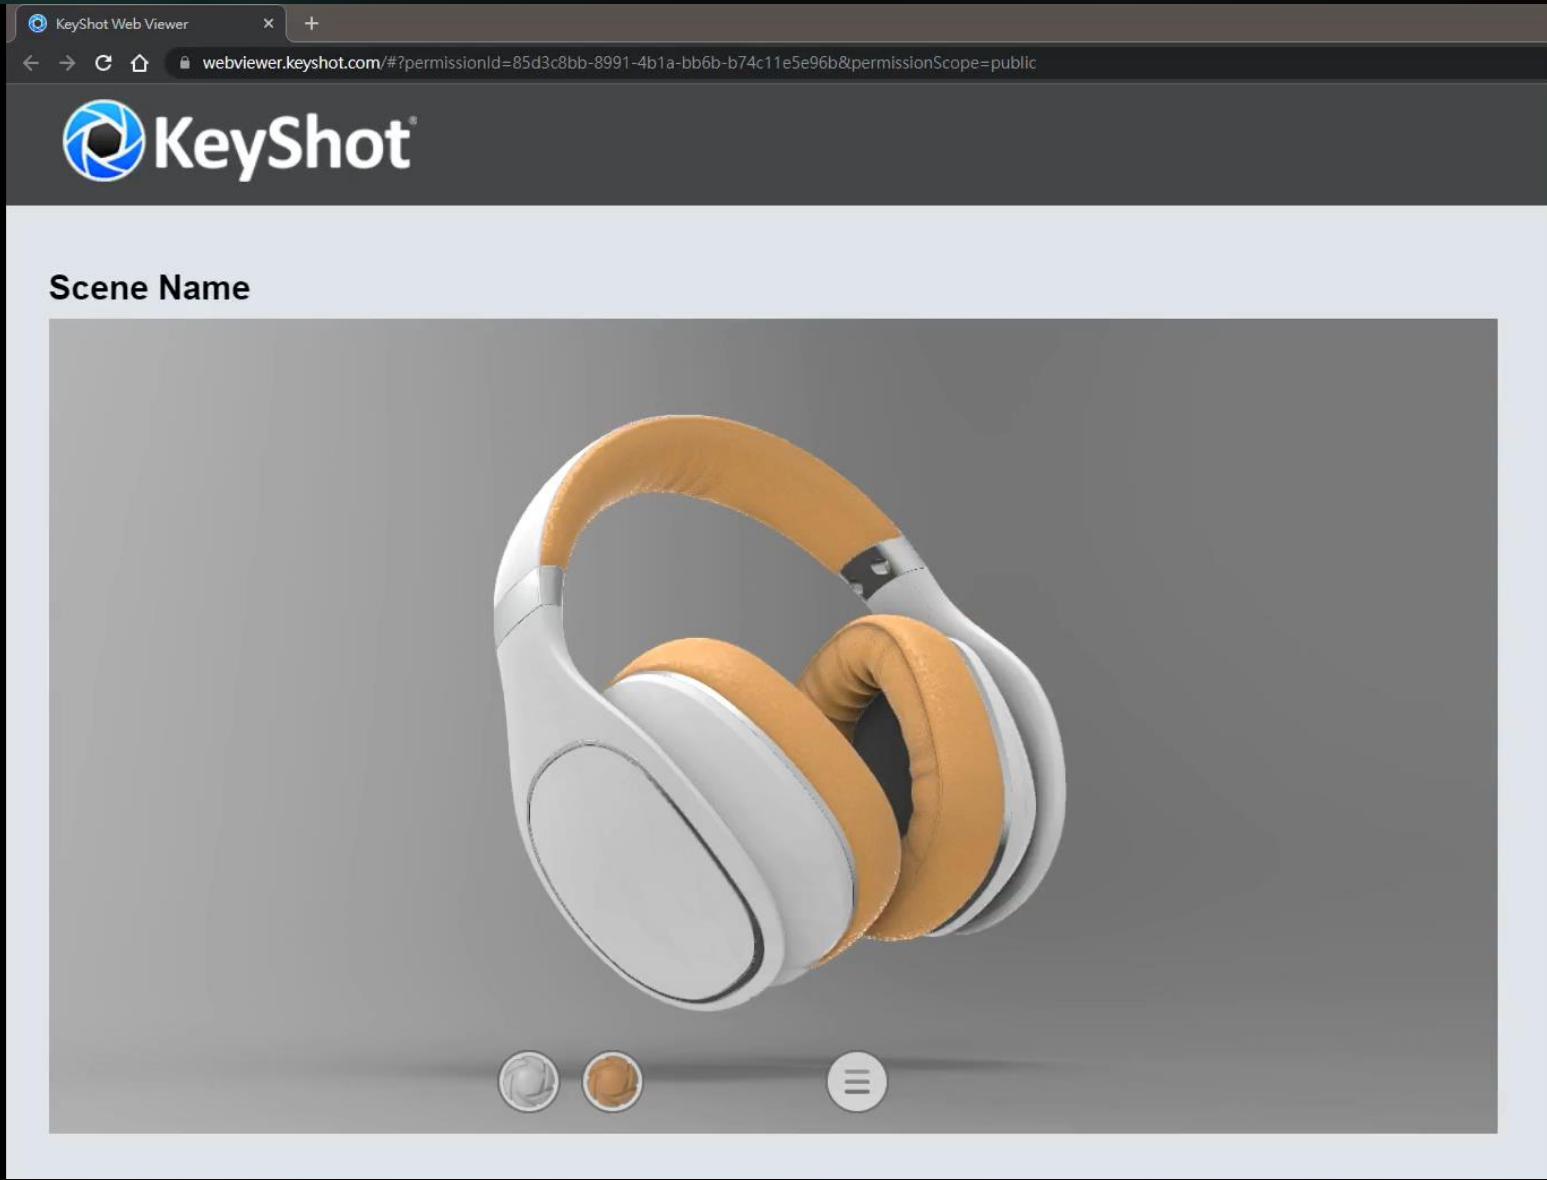 KeyShot Web Viewer
webviewer.keyshot.com/#?permissionId=85d3c8bb-8991-4b1a-bb6b-b74c11e5e96b&permissionScope=public
KeyShot®
Scene Name